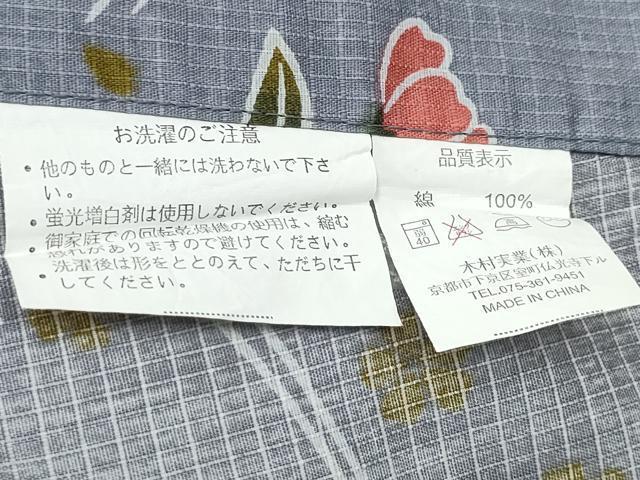 お洗濯のご注意
・他のものと一緒には洗わないで下さ
い。
・蛍光増白剤は使用しないでください。
・御家庭での回転乾燥機の使用は、縮む
恐れがありますので避けてください。
・洗濯後は形をととのえて、ただちに干
してください。
品質表示
綿 100%
弱
40
木村実業(株)
京都市下京区室町仏光寺下ル
TEL.075-361-9451
MADE IN CHINA